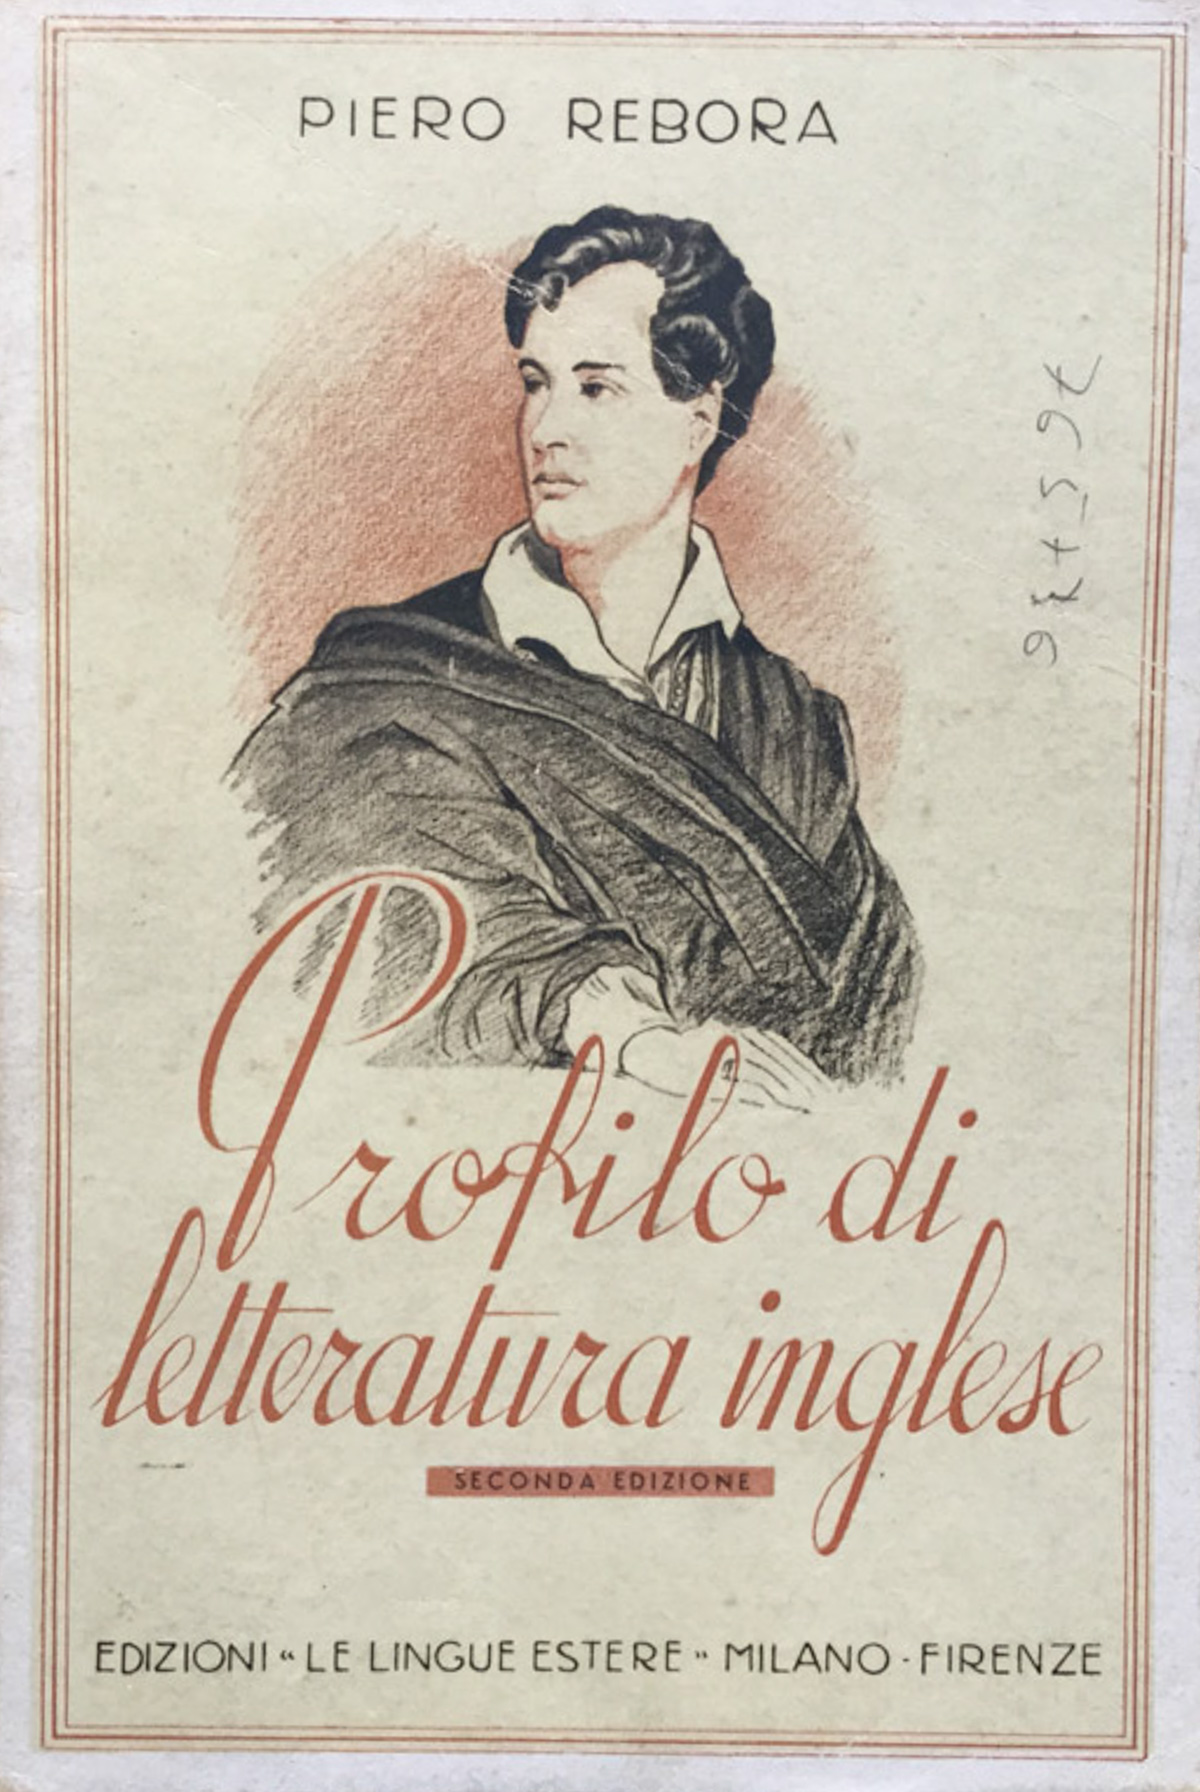 PIERO REBORA
Profilo di
letteratura inglese
SECONDA EDIZIONE
EDIZIONI “LE LINGUE ESTERE” MILANO - FIRENZE